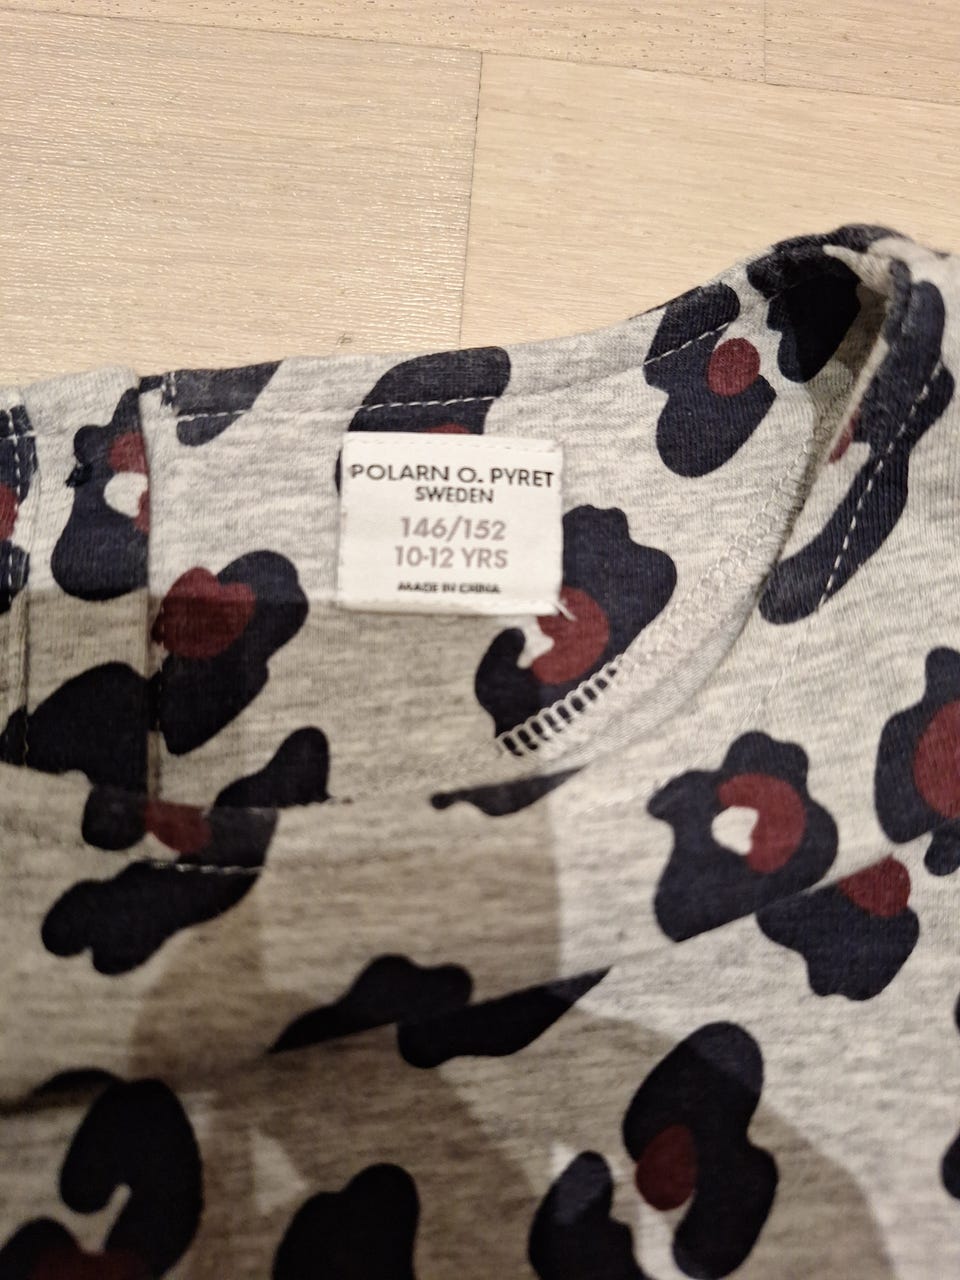 POLARN O. PYRET
SWEDEN
146/152
10-12 YRS
MADE IN CHINA